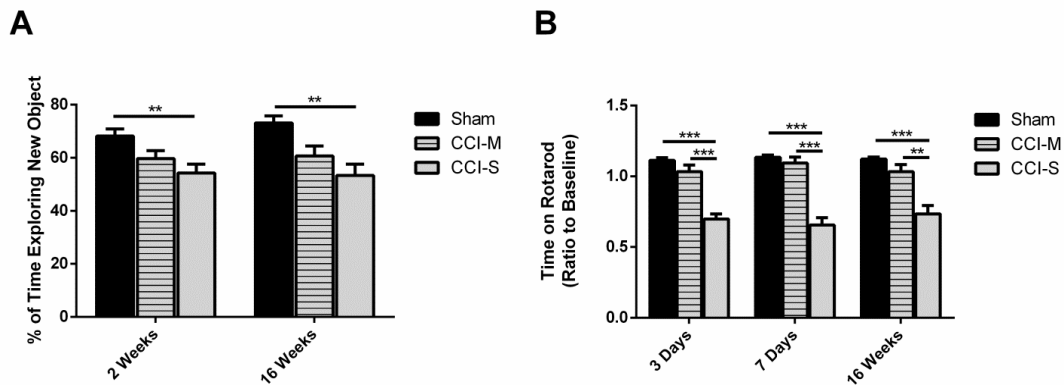 A
% of Time Exploring New Object
80
60
40
20
0
**
**
2 Weeks
16 Weeks
Sham
CCI-M
CCI-S
B
Time on Rotarod
(Ratio to Baseline)
1.5
1.0
0.5
0.0
***
***
***
***
***
**
3 Days
7 Days
16 Weeks
Sham
CCI-M
CCI-S